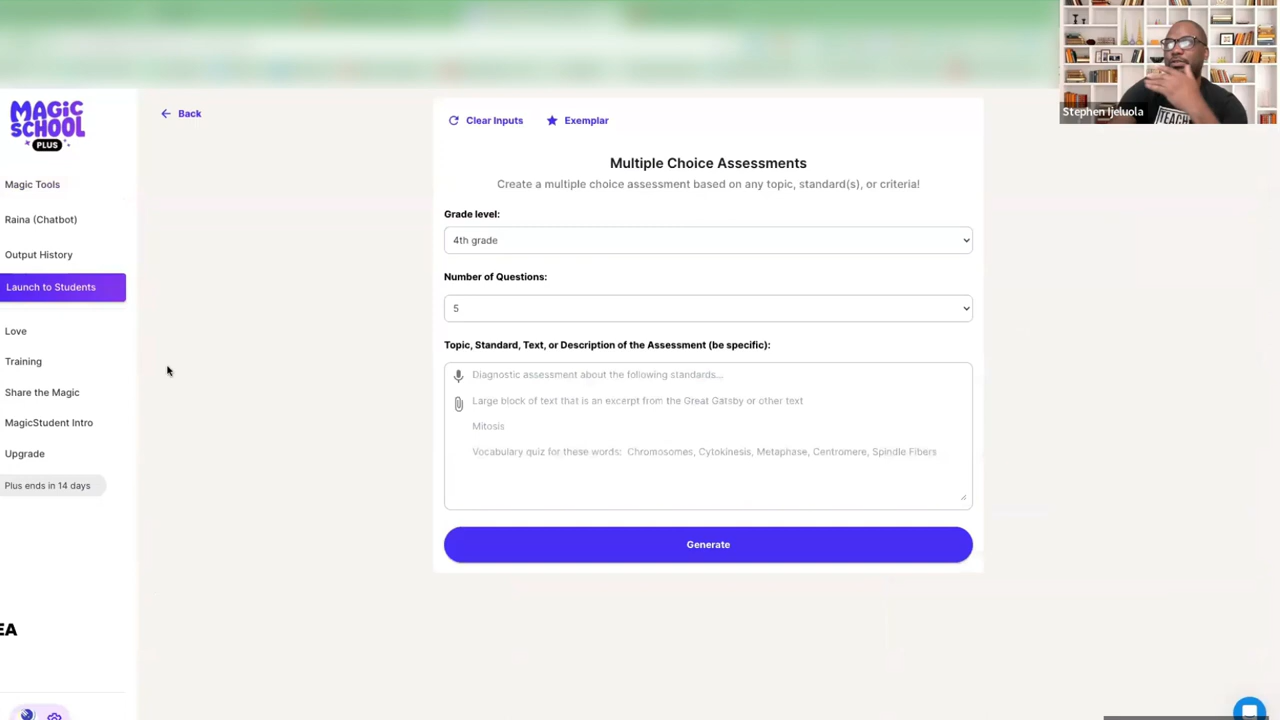 Stephen Ijeluola
TEACH
MAGIC
SCHOOL
PLUS
Magic Tools
Raina (Chatbot)
Output History
Launch to Students
Love
Training
Share the Magic
MagicStudent Intro
Upgrade
Plus ends in 14 days
EA
Back
Clear Inputs
Exemplar
Multiple Choice Assessments
Create a multiple choice assessment based on any topic, standard(s), or criteria!
Grade level:
4th grade
Number of Questions:
5
Topic, Standard, Text, or Description of the Assessment (be specific):
Diagnostic assessment about the following standards...
Large block of text that is an excerpt from the Great Gatsby or other text
Mitosis
Vocabulary quiz for these words: Chromosomes, Cytokinesis, Metaphase, Centromere, Spindle Fibers
Generate